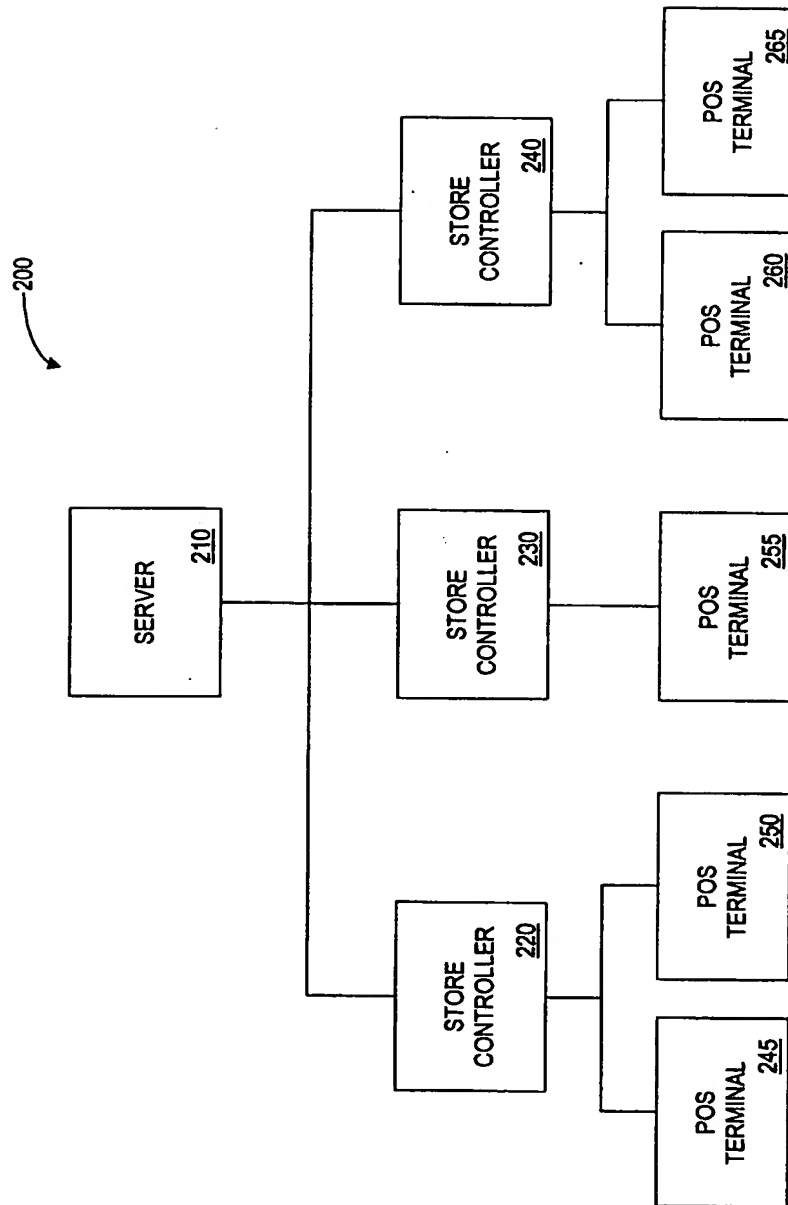 200
SERVER
210
STORE
CONTROLLER
220
STORE
CONTROLLER
230
STORE
CONTROLLER
240
POS
TERMINAL
245
POS
TERMINAL
250
POS
TERMINAL
255
POS
TERMINAL
260
POS
TERMINAL
265